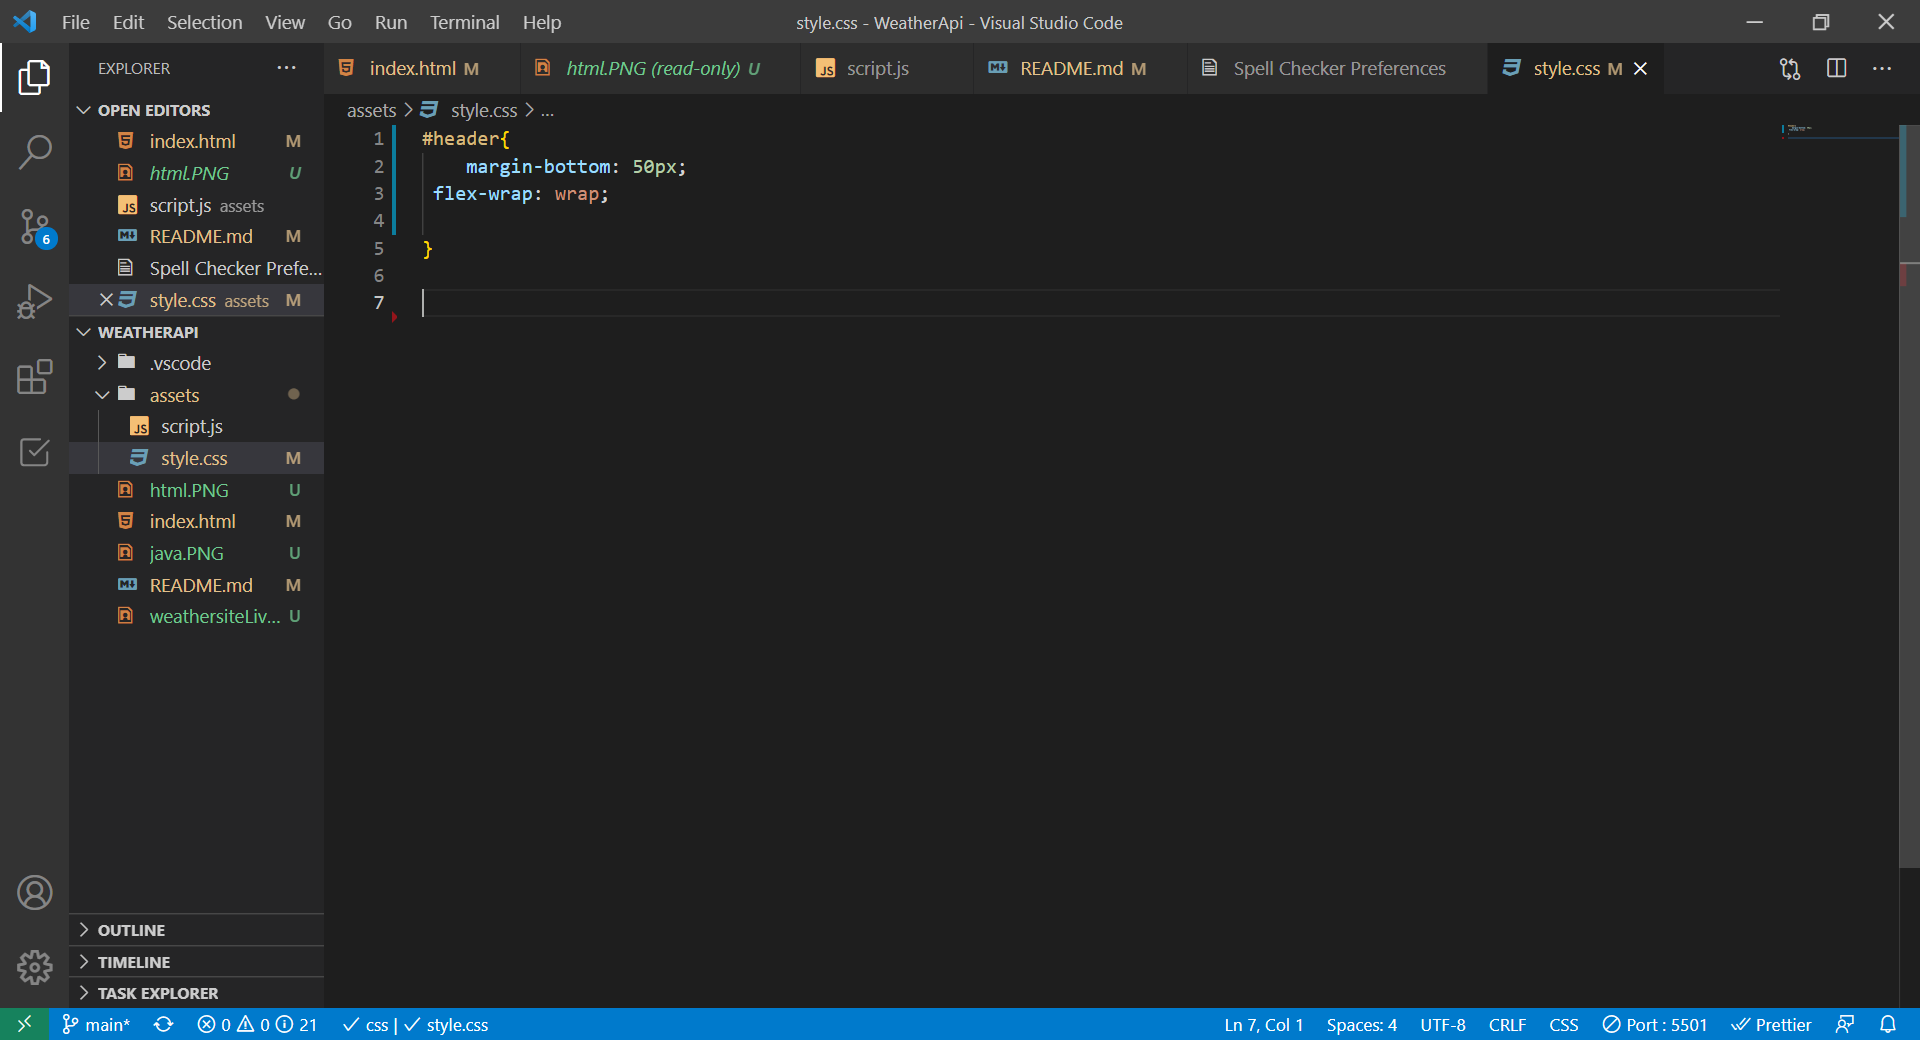 File Edit Selection View Go Run Terminal Help style.css - WeatherApi - Visual Studio Code
EXPLORER ...
index.html M html.PNG (read-only) U JS script.js README.md M Spell Checker Preferences style.css M
OPEN EDITORS
index.html M
html.PNG U
JS script.js assets
README.md M
Spell Checker Prefe...
style.css assets M
WEATHERAPI
.vscode
assets
JS script.js
style.css M
html.PNG U
index.html M
java.PNG U
README.md M
weathersiteLiv... U
OUTLINE
TIMELINE
TASK EXPLORER
6
assets > style.css > ...
1 #header{
2 margin-bottom: 50px;
3 flex-wrap: wrap;
4
5 }
6
7
main* 0 0 21 css | style.css Ln 7, Col 1 Spaces: 4 UTF-8 CRLF CSS Port : 5501 Prettier